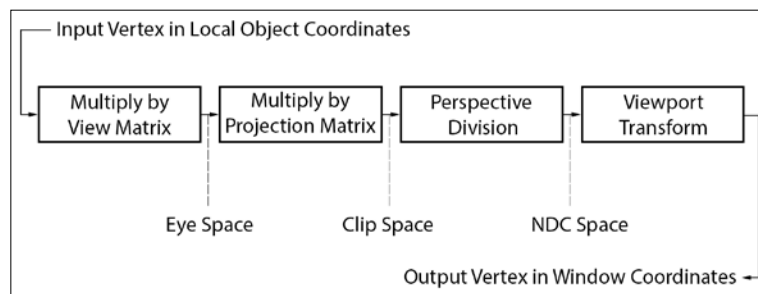 Input Vertex in Local Object Coordinates
Multiply by
View Matrix
Multiply by
Projection Matrix
Perspective
Division
Viewport
Transform
Eye Space
Clip Space
NDC Space
Output Vertex in Window Coordinates